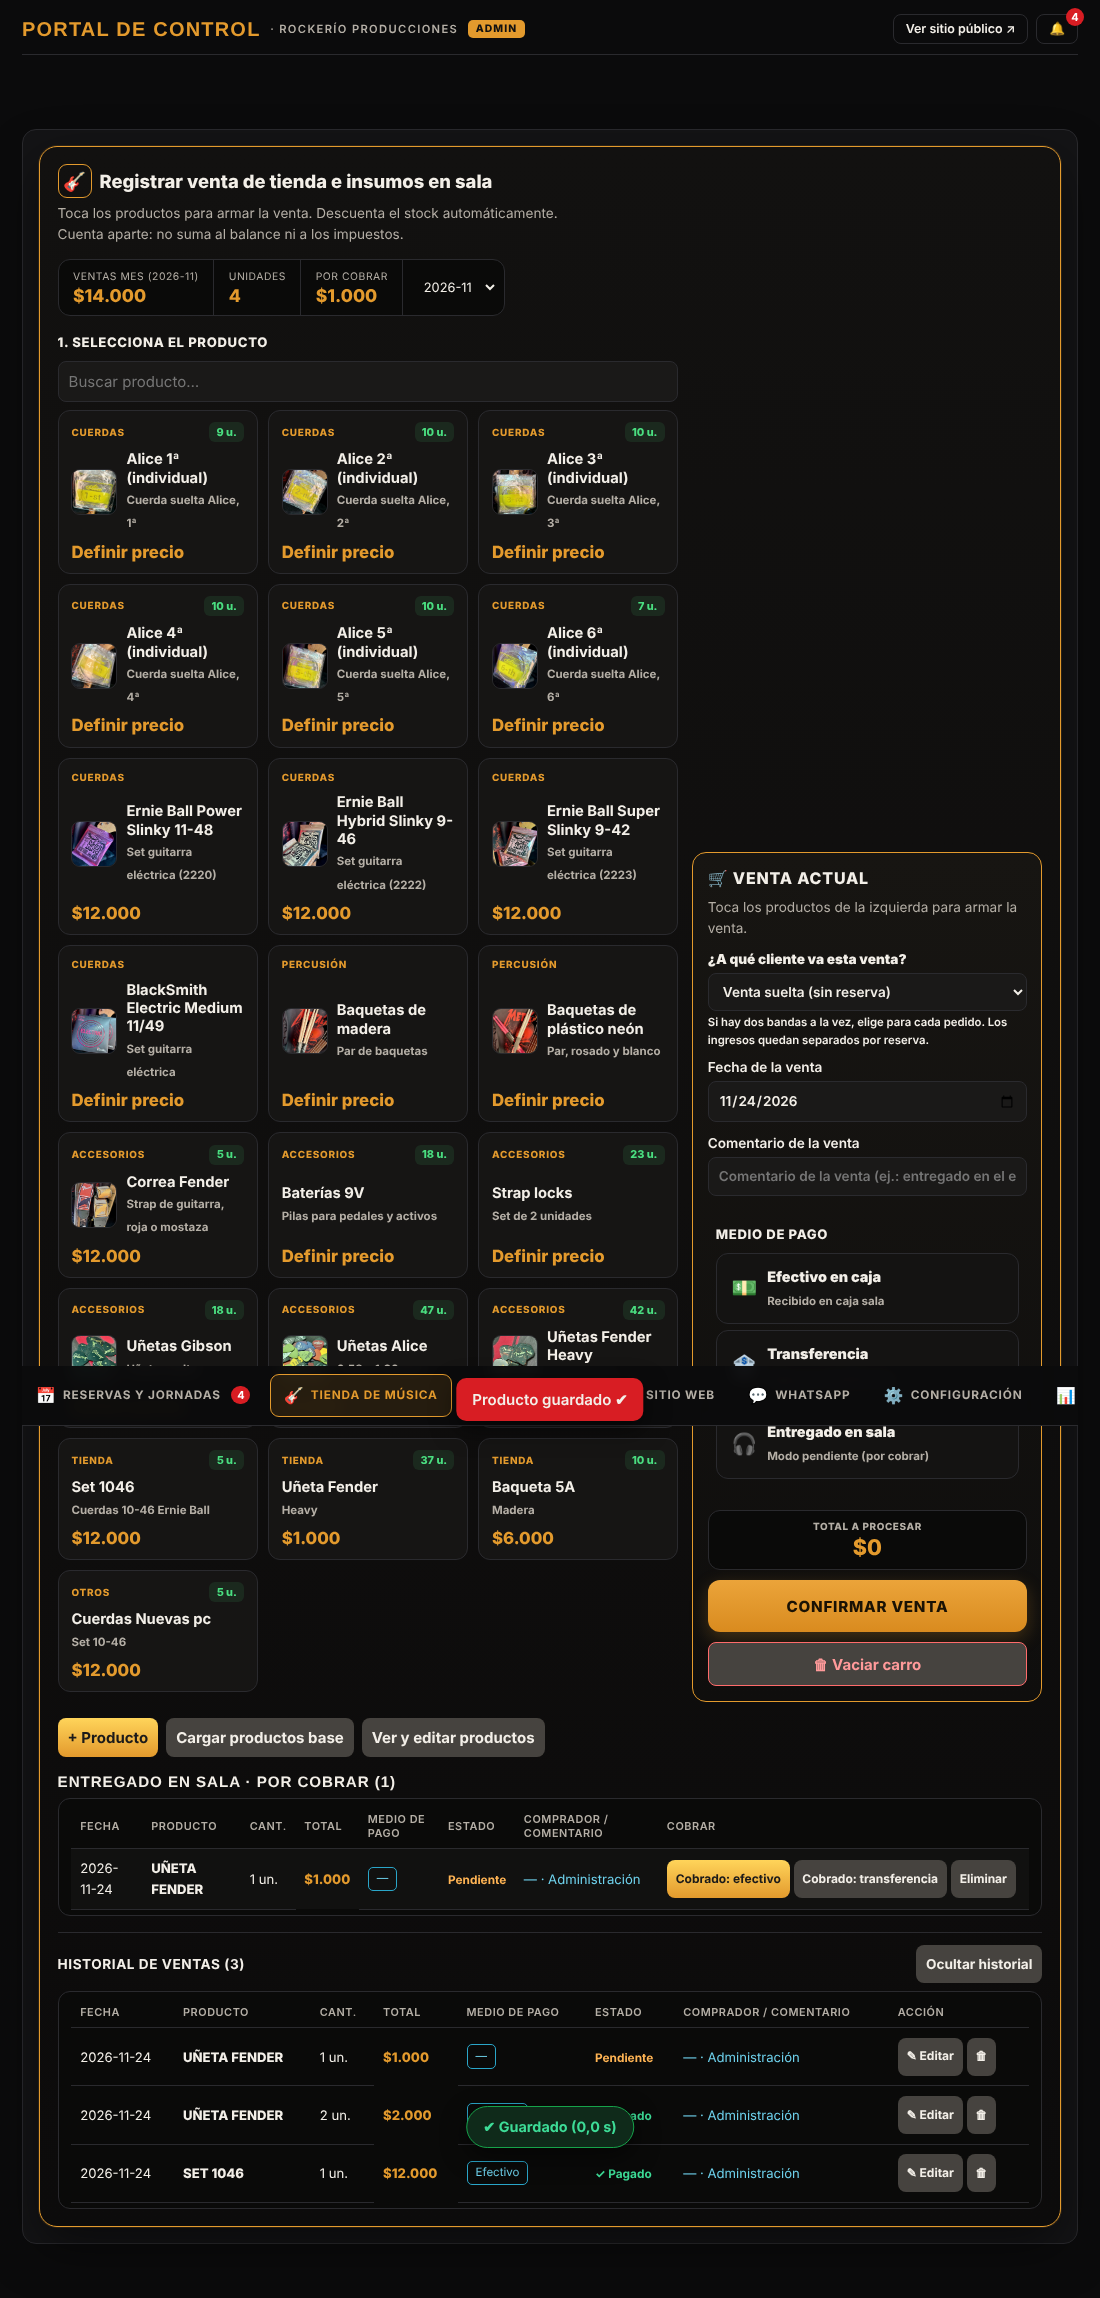 PORTAL DE CONTROL · ROCKERÍO PRODUCCIONES ADMIN
Ver sitio público ↗
🔔 4
🎸 Registrar venta de tienda e insumos en sala
Toca los productos para armar la venta. Descuenta el stock automáticamente.
Cuenta aparte: no suma al balance ni a los impuestos.
VENTAS MES (2026-11)
$14.000
UNIDADES
4
POR COBRAR
$1.000
2026-11
1. SELECCIONA EL PRODUCTO
Buscar producto...
CUERDAS 9 u.
Alice 1ª
(individual)
Cuerda suelta Alice,
1ª
Definir precio
CUERDAS 10 u.
Alice 2ª
(individual)
Cuerda suelta Alice,
2ª
Definir precio
CUERDAS 10 u.
Alice 3ª
(individual)
Cuerda suelta Alice,
3ª
Definir precio
CUERDAS 10 u.
Alice 4ª
(individual)
Cuerda suelta Alice,
4ª
Definir precio
CUERDAS 10 u.
Alice 5ª
(individual)
Cuerda suelta Alice,
5ª
Definir precio
CUERDAS 7 u.
Alice 6ª
(individual)
Cuerda suelta Alice,
6ª
Definir precio
CUERDAS
Ernie Ball Power
Slinky 11-48
Set guitarra
eléctrica (2220)
$12.000
CUERDAS
Ernie Ball
Hybrid Slinky 9-
46
Set guitarra
eléctrica (2222)
$12.000
CUERDAS
Ernie Ball Super
Slinky 9-42
Set guitarra
eléctrica (2223)
$12.000
CUERDAS
BlackSmith
Electric Medium
11/49
Set guitarra
eléctrica
Definir precio
PERCUSIÓN
Baquetas de
madera
Par de baquetas
Definir precio
PERCUSIÓN
Baquetas de
plástico neón
Par, rosado y blanco
Definir precio
ACCESORIOS 5 u.
Correa Fender
Strap de guitarra,
roja o mostaza
$12.000
ACCESORIOS 18 u.
Baterías 9V
Pilas para pedales y activos
Definir precio
ACCESORIOS 23 u.
Strap locks
Set de 2 unidades
Definir precio
ACCESORIOS 18 u.
Uñetas Gibson
ACCESORIOS 47 u.
Uñetas Alice
ACCESORIOS 42 u.
Uñetas Fender
Heavy
TIENDA 5 u.
Set 1046
Cuerdas 10-46 Ernie Ball
$12.000
TIENDA 37 u.
Uñeta Fender
Heavy
$1.000
TIENDA 10 u.
Baqueta 5A
Madera
$6.000
OTROS 5 u.
Cuerdas Nuevas pc
Set 10-46
$12.000
🛒 VENTA ACTUAL
Toca los productos de la izquierda para armar la
venta.
¿A qué cliente va esta venta?
Venta suelta (sin reserva)
Si hay dos bandas a la vez, elige para cada pedido. Los
ingresos quedan separados por reserva.
Fecha de la venta
11/24/2026
Comentario de la venta
Comentario de la venta (ej.: entregado en el e
MEDIO DE PAGO
💵 Efectivo en caja
Recibido en caja sala
Transferencia
🎧 Entregado en sala
Modo pendiente (por cobrar)
TOTAL A PROCESAR
$0
CONFIRMAR VENTA
🗑 Vaciar carro
📅 RESERVAS Y JORNADAS 4
🎸 TIENDA DE MÚSICA
Producto guardado ✔
SITIO WEB
💬 WHATSAPP
⚙️ CONFIGURACIÓN
📊
+ Producto
Cargar productos base
Ver y editar productos
ENTREGADO EN SALA · POR COBRAR (1)
FECHA PRODUCTO CANT. TOTAL MEDIO DE PAGO ESTADO COMPRADOR / COMENTARIO COBRAR
2026-11-24 UÑETA FENDER 1 un. $1.000 — Pendiente — · Administración Cobrado: efectivo Cobrado: transferencia Eliminar
HISTORIAL DE VENTAS (3)
Ocultar historial
FECHA PRODUCTO CANT. TOTAL MEDIO DE PAGO ESTADO COMPRADOR / COMENTARIO ACCIÓN
2026-11-24 UÑETA FENDER 1 un. $1.000 — Pendiente — · Administración ✎ Editar 🗑
2026-11-24 UÑETA FENDER 2 un. $2.000 ado — · Administración ✎ Editar 🗑
✔ Guardado (0,0 s)
2026-11-24 SET 1046 1 un. $12.000 Efectivo ✓ Pagado — · Administración ✎ Editar 🗑